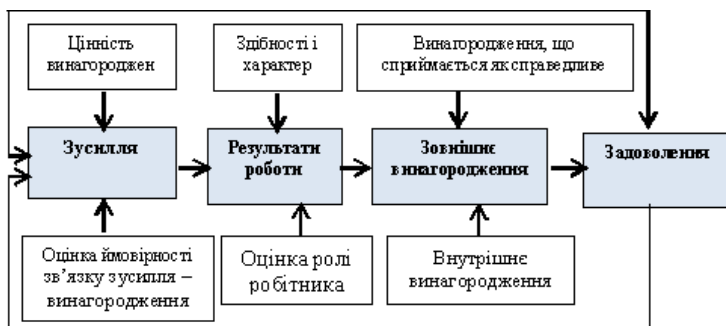 Цінність
винагороджен
Здібності і
характер
Винагородження, що
сприймається як справедливе
Зусилля
Результати
роботи
Зовнішнє
винагородження
Задоволення
Оцінка ймовірності
зв’язку зусилля –
винагородження
Оцінка ролі
робітника
Внутрішнє
винагородження